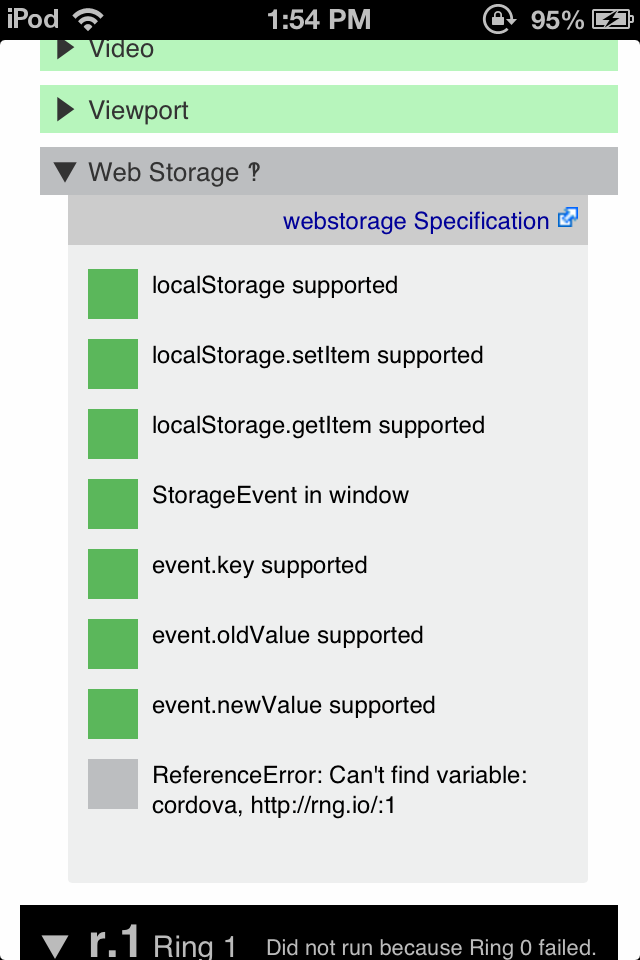 iPod 1:54 PM 95%
Video
Viewport
Web Storage ‽
webstorage Specification
localStorage supported
localStorage.setItem supported
localStorage.getItem supported
StorageEvent in window
event.key supported
event.oldValue supported
event.newValue supported
ReferenceError: Can't find variable:
cordova, http://rng.io/:1
r.1 Ring 1 Did not run because Ring 0 failed.